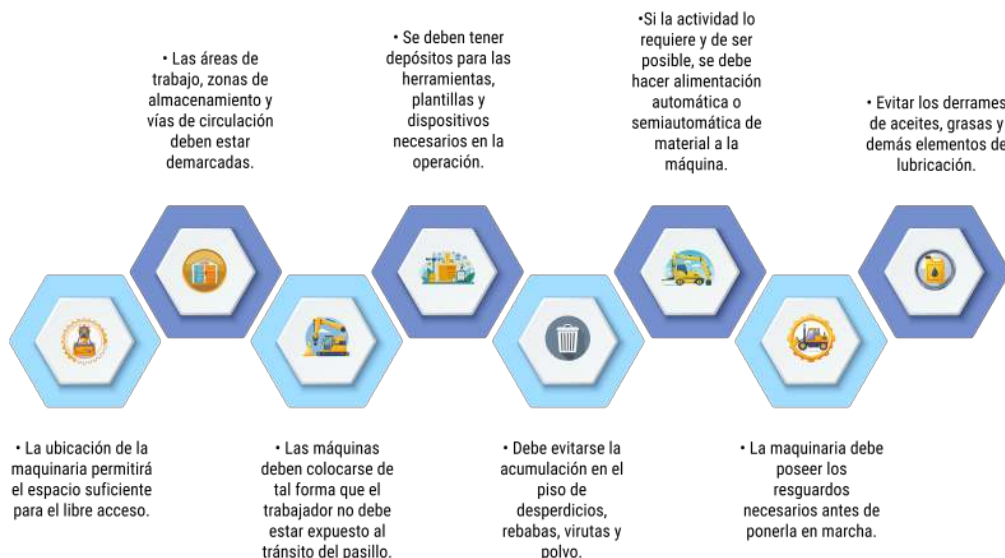 • Las áreas de
trabajo, zonas de
almacenamiento y
vías de circulación
deben estar
demarcadas.
• Se deben tener
depósitos para las
herramientas,
plantillas y
dispositivos
necesarios en la
operación.
•Si la actividad lo
requiere y de ser
posible, se debe
hacer alimentación
automática o
semiautomática de
material a la
máquina.
• Evitar los derrames
de aceites, grasas y
demás elementos de
lubricación.
• La ubicación de la
maquinaria permitirá
el espacio suficiente
para el libre acceso.
• Las máquinas
deben colocarse de
tal forma que el
trabajador no debe
estar expuesto al
tránsito del pasillo.
• Debe evitarse la
acumulación en el
piso de
desperdicios,
rebabas, virutas y
polvo.
• La maquinaria debe
poseer los
resguardos
necesarios antes de
ponerla en marcha.